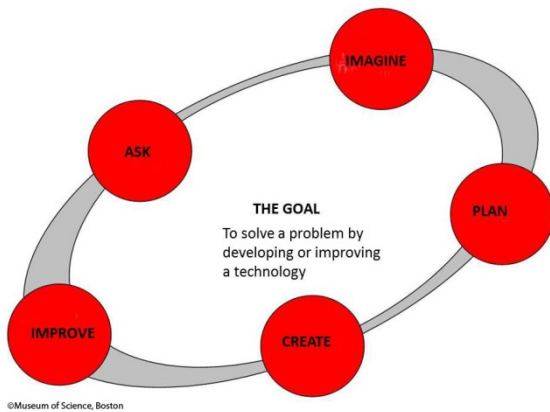 IMAGINE
ASK
PLAN
THE GOAL
To solve a problem by
developing or improving
a technology
IMPROVE
CREATE
©Museum of Science, Boston